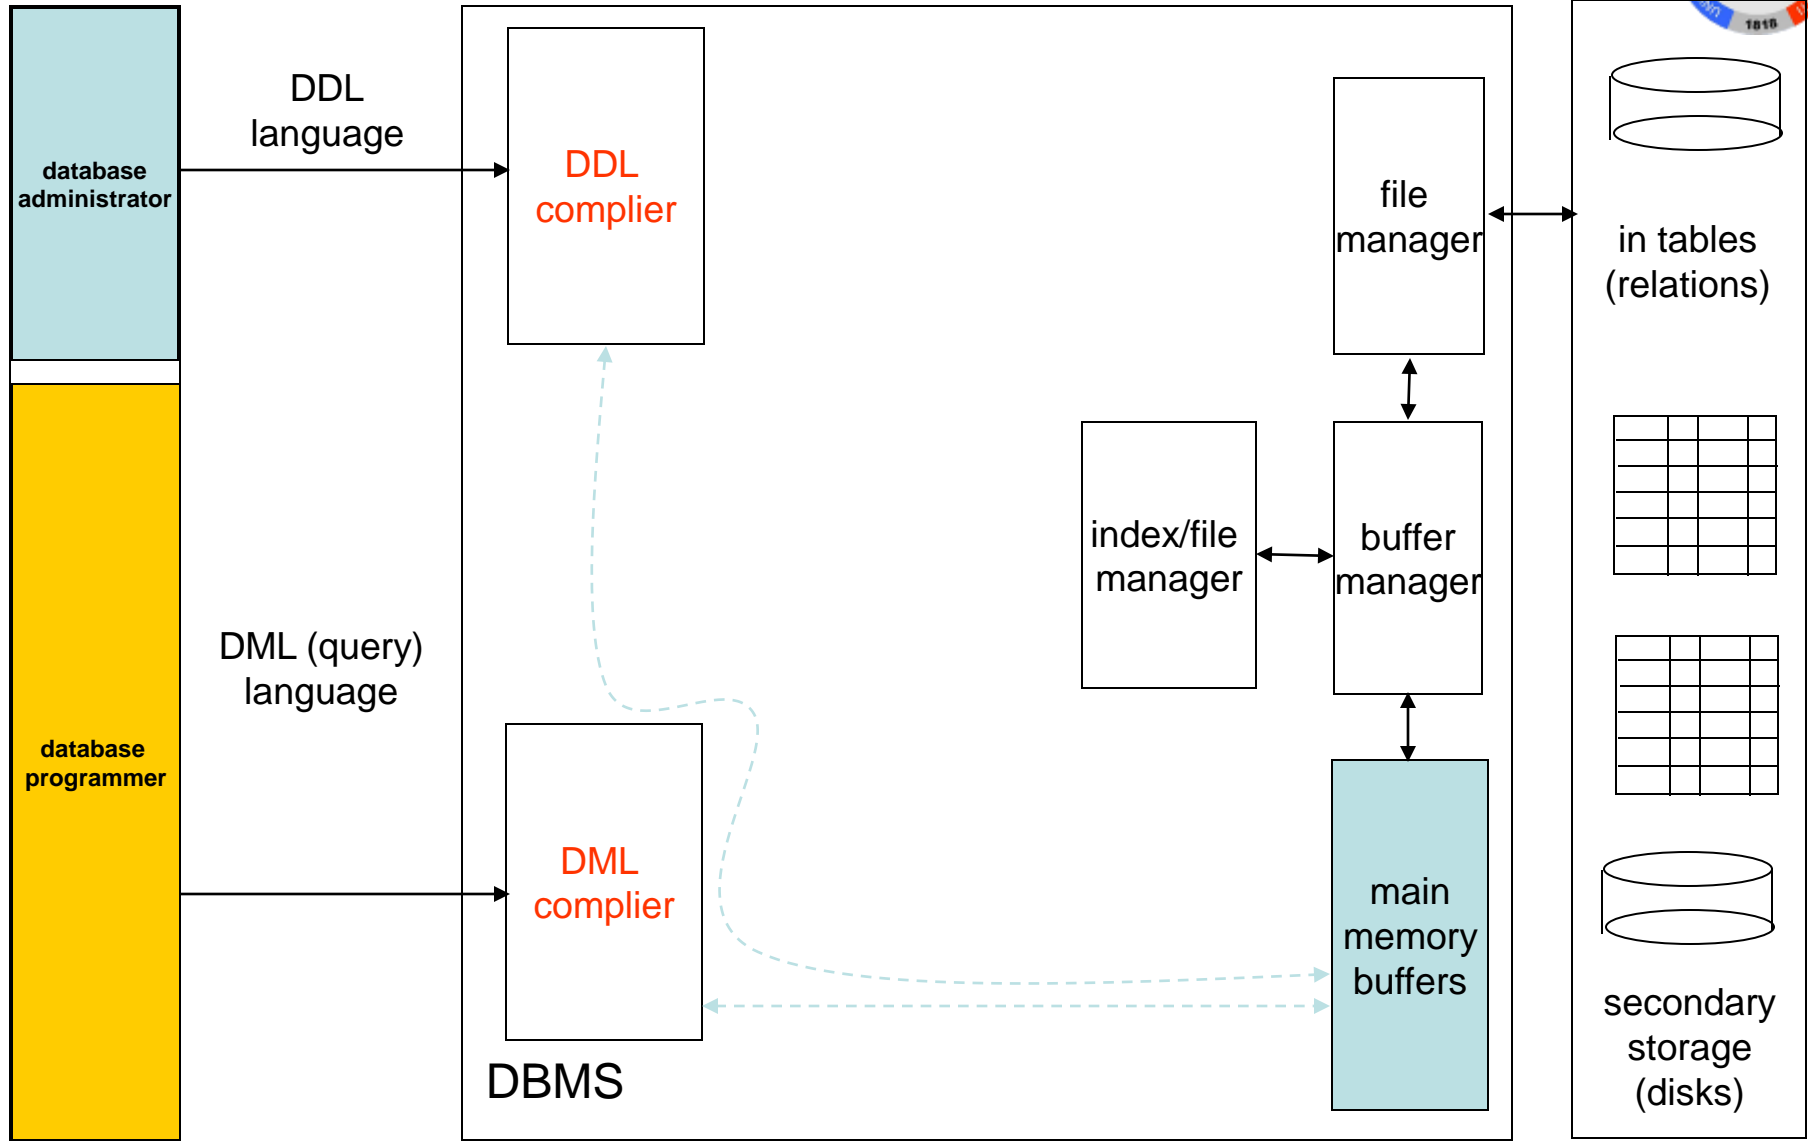 database
administrator
DDL
language
DDL
complier
file
manager
1818
in tables
(relations)
database
programmer
DML (query)
language
DML
complier
index/file
manager
buffer
manager
main
memory
buffers
secondary
storage
(disks)
DBMS